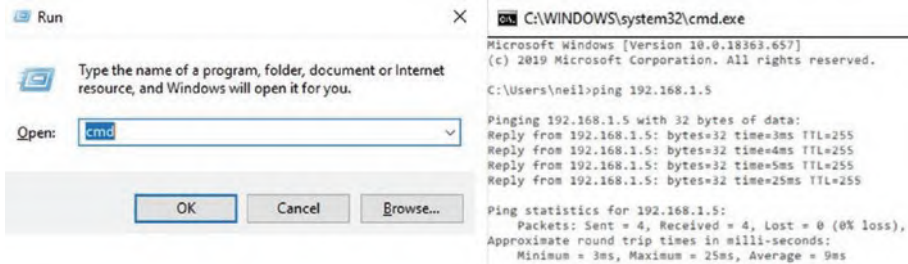 Run
Type the name of a program, folder, document or Internet
resource, and Windows will open it for you.
Open:
cmd
OK
Cancel
Browse...
C:\WINDOWS\system32\cmd.exe
Microsoft Windows [Version 10.0.18363.657]
(c) 2019 Microsoft Corporation. All rights reserved.
C:\Users\neil>ping 192.168.1.5
Pinging 192.168.1.5 with 32 bytes of data:
Reply from 192.168.1.5: bytes=32 time=3ms TTL=255
Reply from 192.168.1.5: bytes=32 time=4ms TTL=255
Reply from 192.168.1.5: bytes=32 time=5ms TTL=255
Reply from 192.168.1.5: bytes=32 time=25ms TTL=255
Ping statistics for 192.168.1.5:
Packets: Sent = 4, Received = 4, Lost = 0 (0% loss),
Approximate round trip times in milli-seconds:
Minimum = 3ms, Maximum = 25ms, Average = 9ms